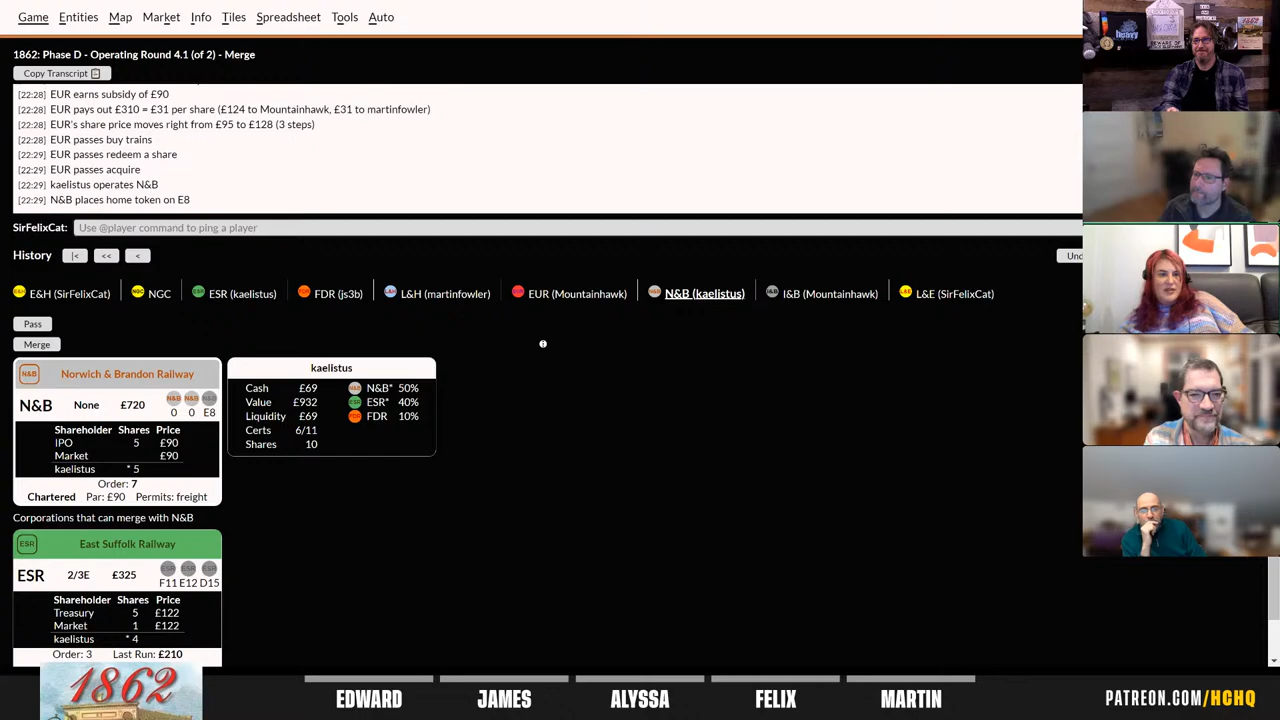 Game Entities Map Market Info Tiles Spreadsheet Tools Auto
1862: Phase D - Operating Round 4.1 (of 2) - Merge
Copy Transcript
[22:28] EUR earns subsidy of £90
[22:28] EUR pays out £310 = £31 per share (£124 to Mountainhawk, £31 to martinfowler)
[22:28] EUR's share price moves right from £95 to £128 (3 steps)
[22:28] EUR passes buy trains
[22:29] EUR passes redeem a share
[22:29] EUR passes acquire
[22:29] kaelistus operates N&B
[22:29] N&B places home token on E8
SirFelixCat: Use @player command to ping a player
History |< << < Und
E&H (SirFelixCat) NGC ESR (kaelistus) FDR (js3b) L&H (martinfowler) EUR (Mountainhawk) N&B (kaelistus) I&B (Mountainhawk) L&E (SirFelixCat)
Pass
Merge
N&B Norwich & Brandon Railway
N&B None £720 N&B N&B N&B
0 0 E8
Shareholder Shares Price
IPO 5 £90
Market £90
kaelistus * 5
Order: 7
Chartered Par: £90 Permits: freight
kaelistus
Cash £69 N&B* 50%
Value £932 ESR* 40%
Liquidity £69 FDR 10%
Certs 6/11
Shares 10
Corporations that can merge with N&B
ESR East Suffolk Railway
ESR 2/3E £325 ESR ESR ESR
F11 E12 D15
Shareholder Shares Price
Treasury 5 £122
Market 1 £122
kaelistus * 4
Order: 3 Last Run: £210
1862
EDWARD JAMES ALYSSA FELIX MARTIN
PATREON.COM/HCHQ